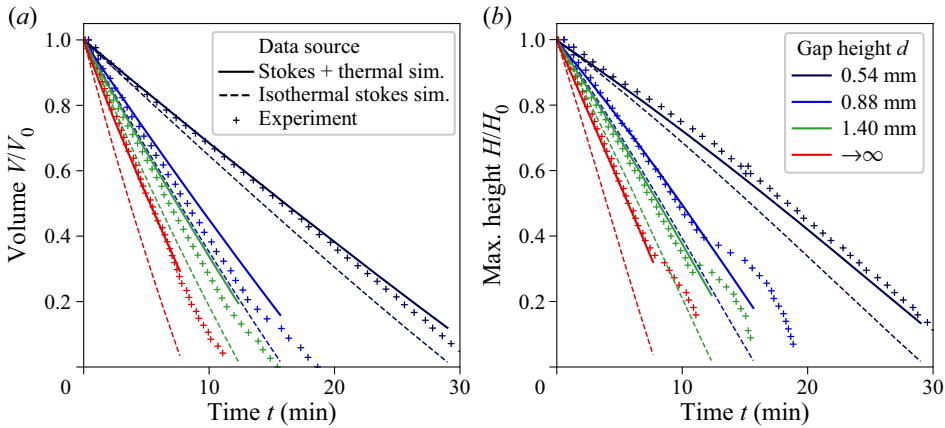 (a)
Volume V/V₀
1.0
0.8
0.6
0.4
0.2
0
10
20
30
Time t (min)
Data source
Stokes + thermal sim.
Isothermal stokes sim.
Experiment
(b)
Max. height H/H₀
1.0
0.8
0.6
0.4
0.2
0
10
20
30
Time t (min)
Gap height d
0.54 mm
0.88 mm
1.40 mm
→∞